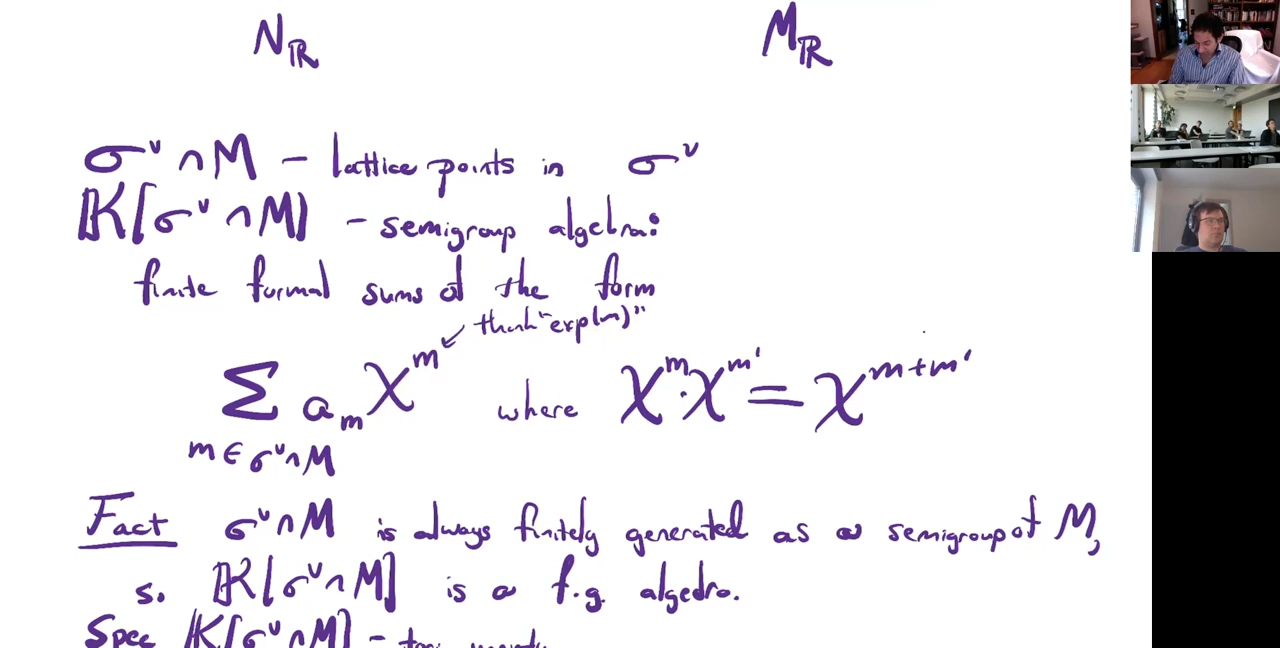 N_ℝ M_ℝ
σ^∨ ∩ M – lattice points in σ^∨
𝕂[σ^∨ ∩ M] – semigroup algebra:
finite formal sums of the form
think "exp(m)"
∑ a_m χ^m where χ^m · χ^m' = χ^{m+m'}
m ∈ σ^∨ ∩ M
Fact σ^∨ ∩ M is always finitely generated as a semigroup of M,
so 𝕂[σ^∨ ∩ M] is a f.g. algebra.
Spec 𝕂[σ^∨ ∩ M] –